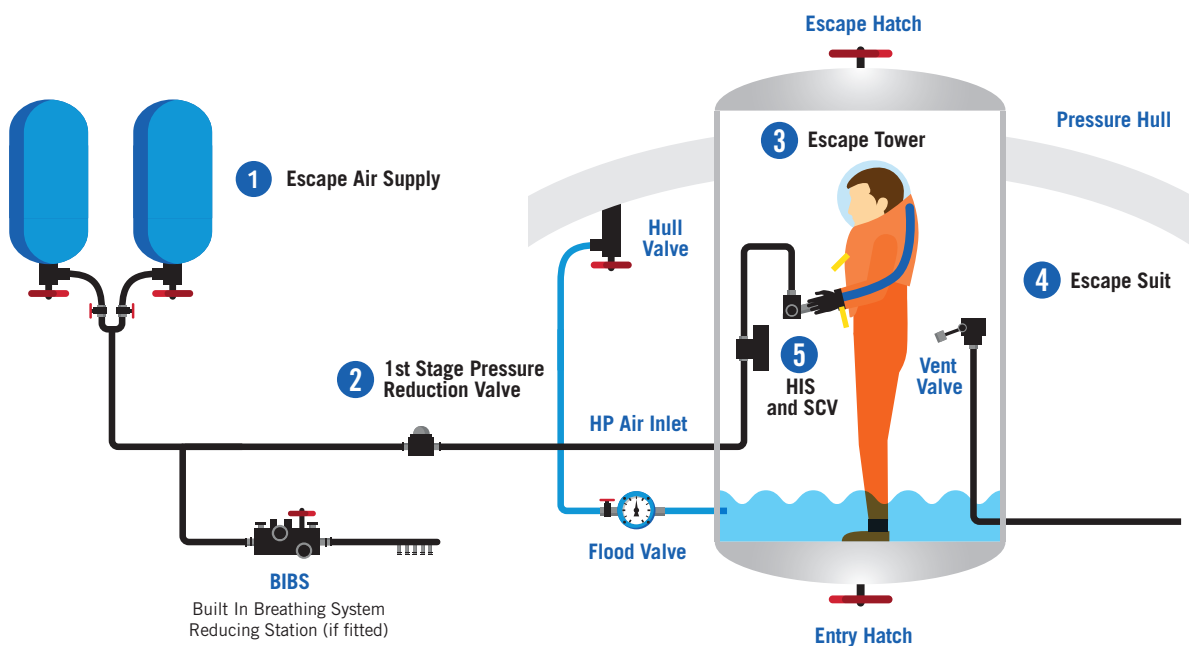 Escape Hatch
Pressure Hull
3 Escape Tower
1 Escape Air Supply
Hull
Valve
4 Escape Suit
2 1st Stage Pressure
Reduction Valve
5
HIS
and SCV
Vent
Valve
HP Air Inlet
Flood Valve
BIBS
Built In Breathing System
Reducing Station (if fitted)
Entry Hatch